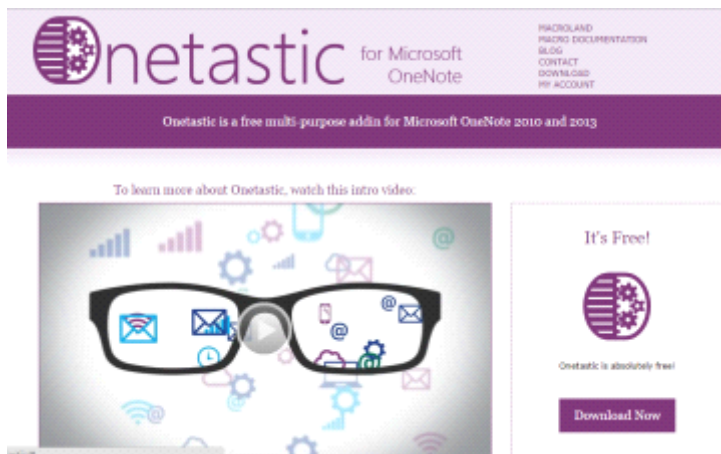 Onetastic for Microsoft
OneNote
MACROLAND
MACRO DOCUMENTATION
BLOG
CONTACT
DOWNLOAD
MY ACCOUNT
Onetastic is a free multi-purpose addin for Microsoft OneNote 2010 and 2013
To learn more about Onetastic, watch this intro video:
@
@
@
@
@
It's Free!
Onetastic is absolutely free!
Download Now